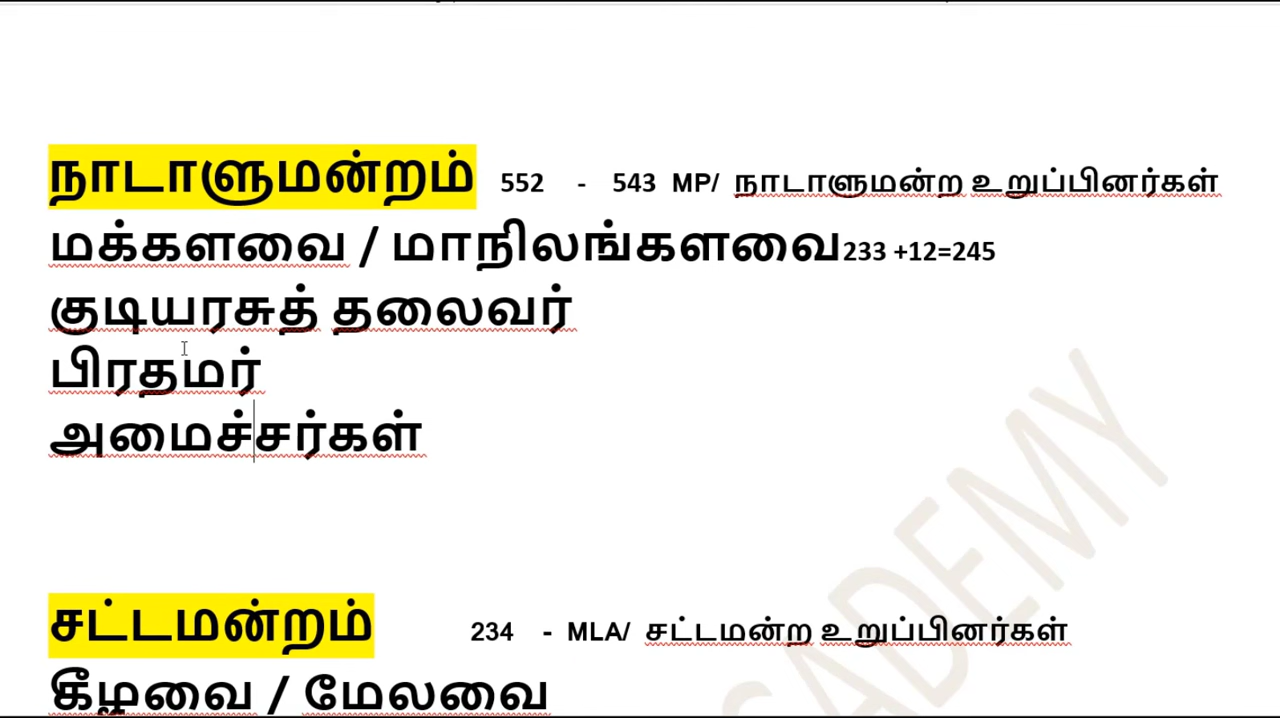 நாடாளுமன்றம் 552 - 543 MP/ நாடாளுமன்ற உறுப்பினர்கள்
மக்களவை / மாநிலங்களவை233 +12=245
குடியரசுத் தலைவர்
பிரதமர்
அமைச்சர்கள்
சட்டமன்றம் 234 - MLA/ சட்டமன்ற உறுப்பினர்கள்
கீழவை / மேலவை